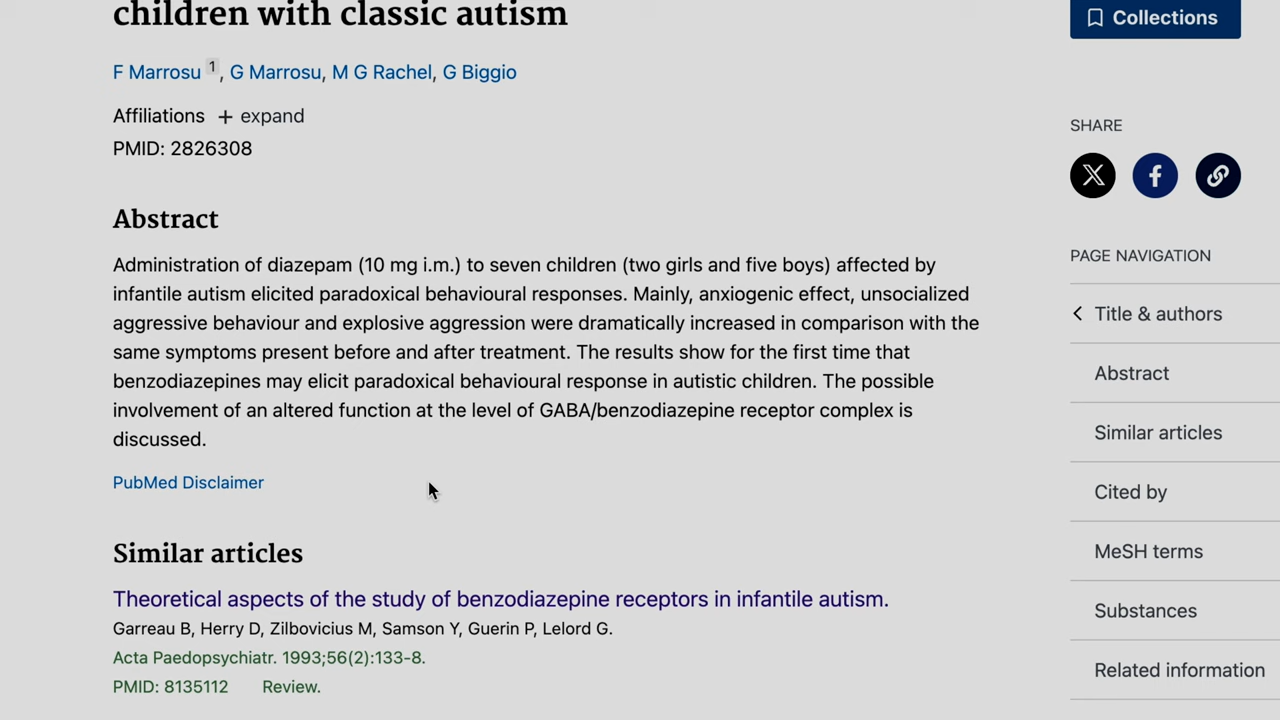 children with classic autism
Collections
F Marrosu 1, G Marrosu, M G Rachel, G Biggio
Affiliations + expand
PMID: 2826308
SHARE
Abstract
Administration of diazepam (10 mg i.m.) to seven children (two girls and five boys) affected by
infantile autism elicited paradoxical behavioural responses. Mainly, anxiogenic effect, unsocialized
aggressive behaviour and explosive aggression were dramatically increased in comparison with the
same symptoms present before and after treatment. The results show for the first time that
benzodiazepines may elicit paradoxical behavioural response in autistic children. The possible
involvement of an altered function at the level of GABA/benzodiazepine receptor complex is
discussed.
PubMed Disclaimer
Similar articles
Theoretical aspects of the study of benzodiazepine receptors in infantile autism.
Garreau B, Herry D, Zilbovicius M, Samson Y, Guerin P, Lelord G.
Acta Paedopsychiatr. 1993;56(2):133-8.
PMID: 8135112 Review.
PAGE NAVIGATION
Title & authors
Abstract
Similar articles
Cited by
MeSH terms
Substances
Related information